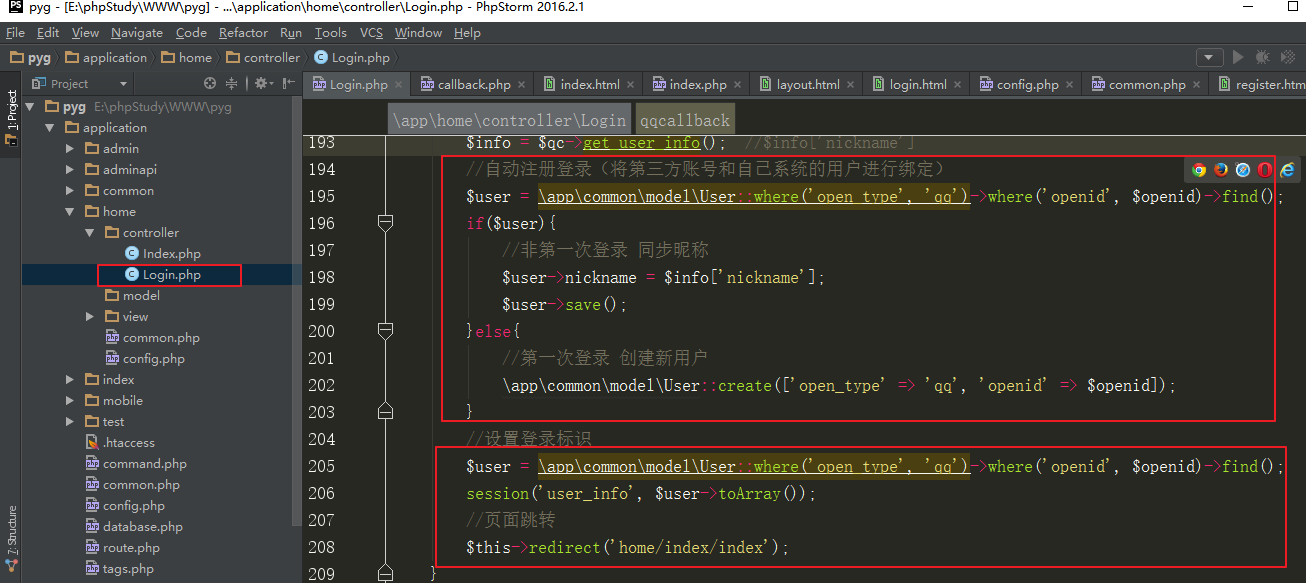 pyg - [E:\phpStudy\WWW\pyg] - ...\application\home\controller\Login.php - PhpStorm 2016.2.1
File Edit View Navigate Code Refactor Run Tools VCS Window Help
pyg application home controller Login.php
Project
Login.php callback.php index.html index.php layout.html login.html config.php common.php register.htm
1: Project
7: Structure
pyg E:\phpStudy\WWW\pyg
application
admin
adminapi
common
home
controller
Index.php
Login.php
model
view
common.php
config.php
index
mobile
test
.htaccess
command.php
common.php
config.php
database.php
route.php
tags.php
\app\home\controller\Login qqcallback
193 $info = $qc->get_user_info(); //$info['nickname']
194 //自动注册登录（将第三方账号和自己系统的用户进行绑定）
195 $user = \app\common\model\User::where('open_type', 'qq')->where('openid', $openid)->find();
196 if($user){
197 //非第一次登录 同步昵称
198 $user->nickname = $info['nickname'];
199 $user->save();
200 }else{
201 //第一次登录 创建新用户
202 \app\common\model\User::create(['open_type' => 'qq', 'openid' => $openid]);
203 }
204 //设置登录标识
205 $user = \app\common\model\User::where('open_type', 'qq')->where('openid', $openid)->find();
206 session('user_info', $user->toArray());
207 //页面跳转
208 $this->redirect('home/index/index');
209 }